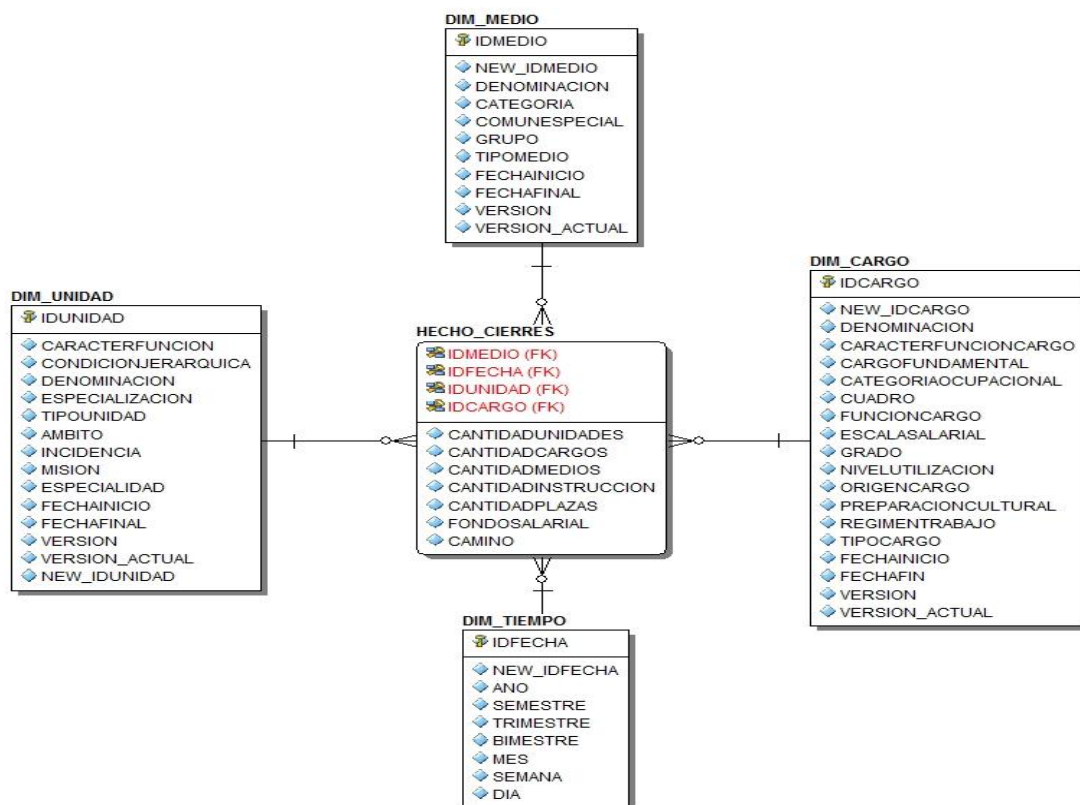 DIM_MEDIO
IDMEDIO
NEW_IDMEDIO
DENOMINACION
CATEGORIA
COMUNESPECIAL
GRUPO
TIPOMEDIO
FECHAINICIO
FECHAFINAL
VERSION
VERSION_ACTUAL
DIM_UNIDAD
IDUNIDAD
CARACTERFUNCION
CONDICIONJERARQUICA
DENOMINACION
ESPECIALIZACION
TIPOUNIDAD
AMBITO
INCIDENCIA
MISION
ESPECIALIDAD
FECHAINICIO
FECHAFINAL
VERSION
VERSION_ACTUAL
NEW_IDUNIDAD
HECHO_CIERRES
IDMEDIO (FK)
IDFECHA (FK)
IDUNIDAD (FK)
IDCARGO (FK)
CANTIDADUNIDADES
CANTIDADCARGOS
CANTIDADMEDIOS
CANTIDADINSTRUCCION
CANTIDADPLAZAS
FONDOSALARIAL
CAMINO
DIM_CARGO
IDCARGO
NEW_IDCARGO
DENOMINACION
CARACTERFUNCIONCARGO
CARGOFUNDAMENTAL
CATEGORIAOCUPACIONAL
CUADRO
FUNCIONCARGO
ESCALASALARIAL
GRADO
NIVELUTILIZACION
ORIGENCARGO
PREPARACIONCULTURAL
REGIMENTRABAJO
TIPOCARGO
FECHAINICIO
FECHAFIN
VERSION
VERSION_ACTUAL
DIM_TIEMPO
IDFECHA
NEW_IDFECHA
ANO
SEMESTRE
TRIMESTRE
BIMESTRE
MES
SEMANA
DIA